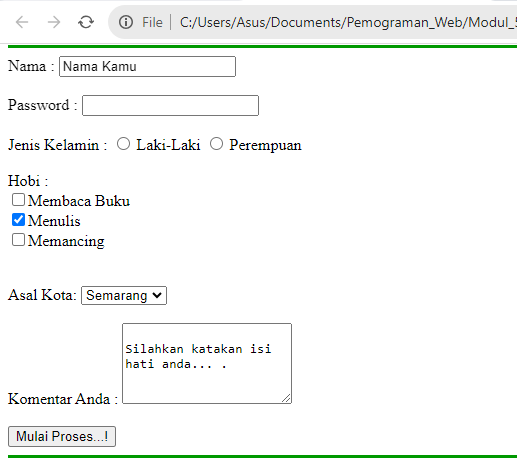 File | C:/Users/Asus/Documents/Pemograman_Web/Modul_5
Nama : Nama Kamu
Password :
Jenis Kelamin : Laki-Laki Perempuan
Hobi :
Membaca Buku
Menulis
Memancing
Asal Kota: Semarang
Silahkan katakan isi
hati anda... .
Komentar Anda :
Mulai Proses...!